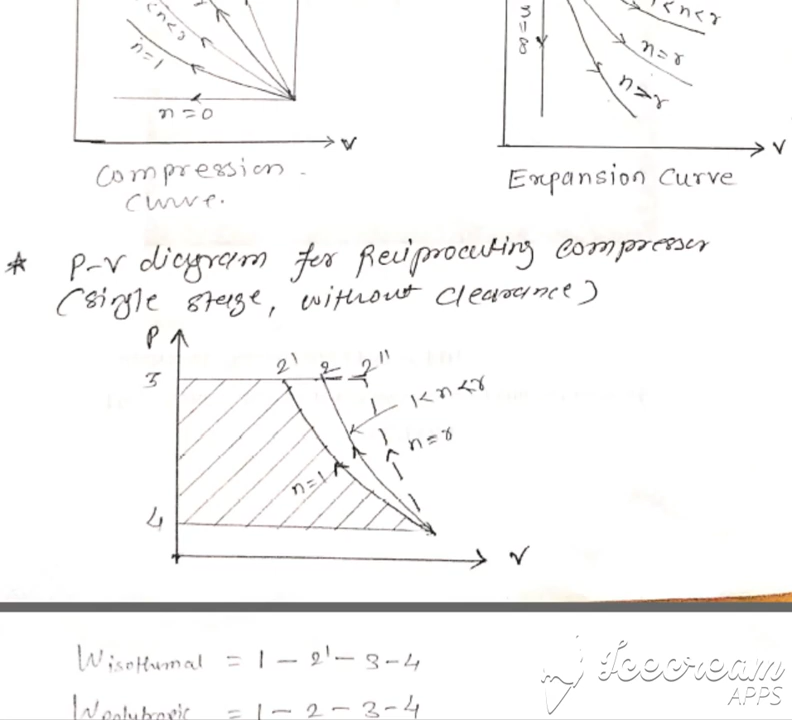 <n<r
n=1
n=0
V
Compression
Curve.
n=∞
1<n<r
n=r
n>r
V
Expansion Curve
* P-V diagram for Reciprocating compressor
(single stage, without clearance)
P
3
2' 2 2"
1<n<r
n=r
n=1
4
V
Wisothermal = 1-2'-3-4
Wpolytropic = 1-2-3-4
Icecream
APPS